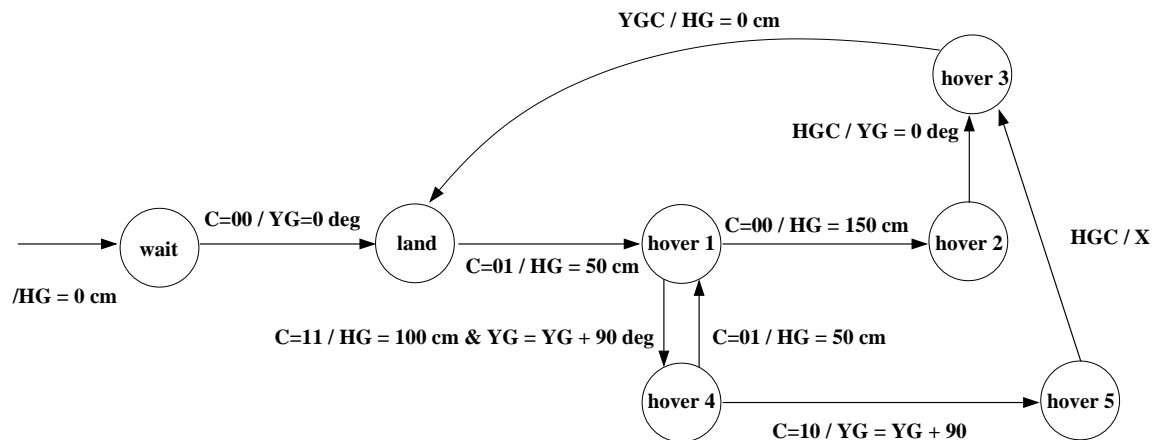 YGC / HG = 0 cm
hover 3
HGC / YG = 0 deg
C=00 / YG=0 deg
wait
land
hover 1
C=00 / HG = 150 cm
hover 2
HGC / X
C=01 / HG = 50 cm
/HG = 0 cm
C=11 / HG = 100 cm & YG = YG + 90 deg
C=01 / HG = 50 cm
hover 4
hover 5
C=10 / YG = YG + 90